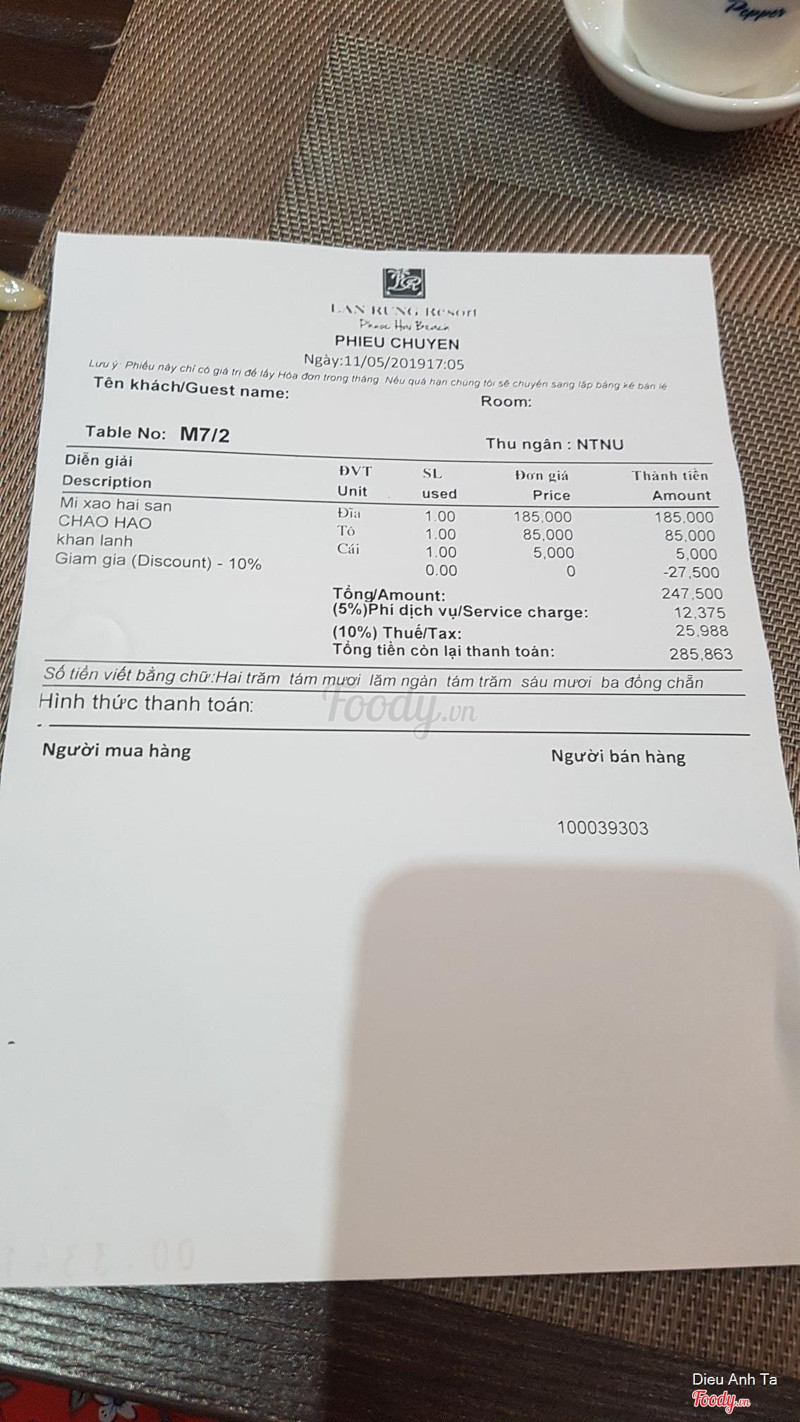 Pepper
LR
LAN RUNG Resort
Phuoc Hai Beach
PHIEU CHUYEN
Ngày:11/05/201917:05
Lưu ý: Phiếu này chỉ có giá trị để lấy Hóa đơn trong tháng. Nếu quá hạn chúng tôi sẽ chuyển sang lập bảng kê bán lẻ
Tên khách/Guest name:
Room:
Table No: M7/2
Thu ngân : NTNU
Diễn giải ĐVT SL Đơn giá Thành tiền
Description Unit used Price Amount
Mi xao hai san Đĩa 1.00 185,000 185,000
CHAO HAO Tô 1.00 85,000 85,000
khan lanh Cái 1.00 5,000 5,000
Giam gia (Discount) - 10% 0.00 0 -27,500
Tổng/Amount: 247,500
(5%)Phí dịch vụ/Service charge: 12,375
(10%) Thuế/Tax: 25,988
Tổng tiền còn lại thanh toán: 285,863
Số tiền viết bằng chữ:Hai trăm tám mươi lăm ngàn tám trăm sáu mươi ba đồng chẵn
Hình thức thanh toán:
Foody.vn
Người mua hàng Người bán hàng
100039303
Dieu Anh Ta
Foody.vn